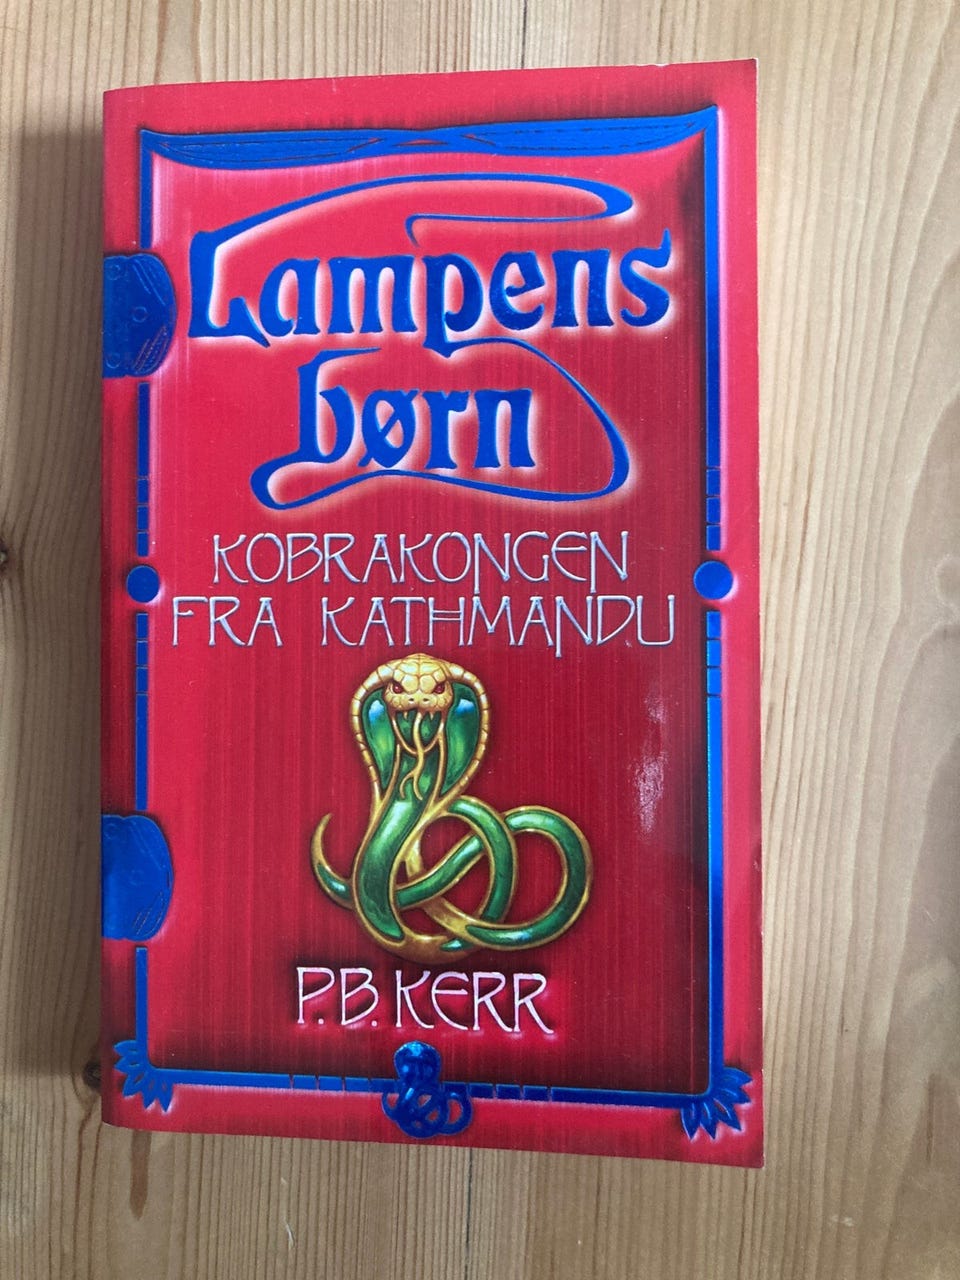 Lampens
børn
KOBRAKONGEN
FRA KATHMANDU
P.B. KERR